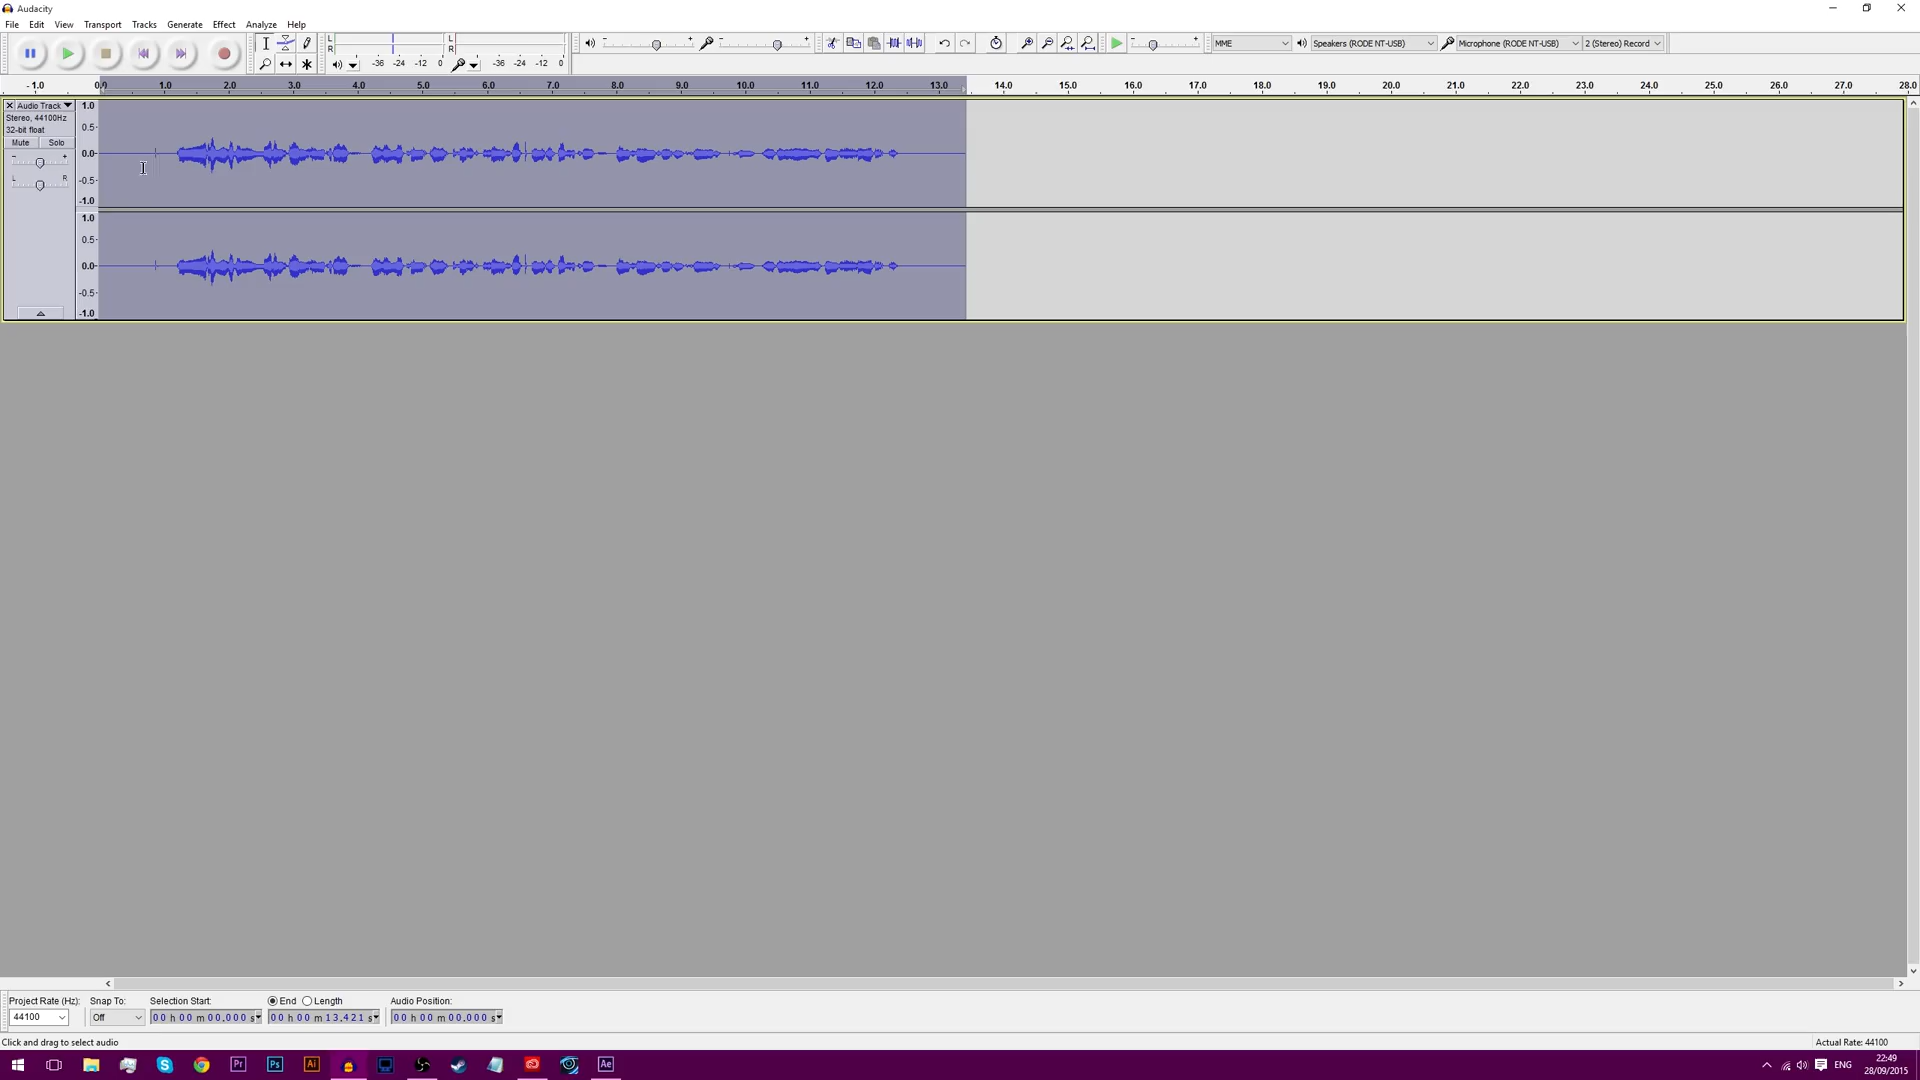 Audacity
File Edit View Transport Tracks Generate Effect Analyze Help
L R -36 -24 -12 0
L R -36 -24 -12 0
MME Speakers (RODE NT-USB) Microphone (RODE NT-USB) 2 (Stereo) Record
-1.0 0.0 1.0 2.0 3.0 4.0 5.0 6.0 7.0 8.0 9.0 10.0 11.0 12.0 13.0 14.0 15.0 16.0 17.0 18.0 19.0 20.0 21.0 22.0 23.0 24.0 25.0 26.0 27.0 28.0
Audio Track
Stereo, 44100Hz
32-bit float
Mute Solo
- +
L R
1.0
0.5-
0.0-
-0.5-
-1.0
1.0
0.5-
0.0-
-0.5-
-1.0
Project Rate (Hz): Snap To: Selection Start: End Length Audio Position:
44100 Off 00 h 00 m 00.000 s 00 h 00 m 13.421 s 00 h 00 m 00.000 s
Click and drag to select audio
Actual Rate: 44100
Pr Ps Ai Ae
ENG
22:49
28/09/2015